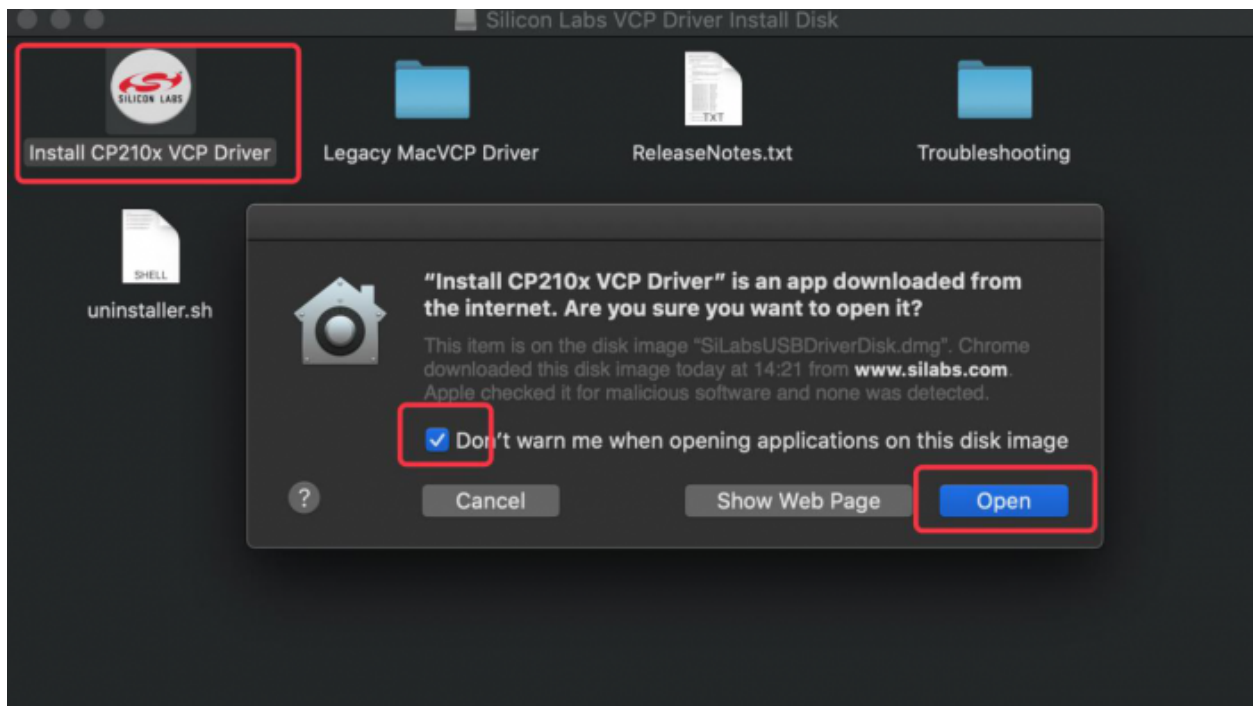 Silicon Labs VCP Driver Install Disk
SILICON LABS
TXT
Install CP210x VCP Driver
Legacy MacVCP Driver
ReleaseNotes.txt
Troubleshooting
SHELL
uninstaller.sh
“Install CP210x VCP Driver” is an app downloaded from
the internet. Are you sure you want to open it?
This item is on the disk image “SiLabsUSBDriverDisk.dmg”. Chrome
downloaded this disk image today at 14:21 from www.silabs.com.
Apple checked it for malicious software and none was detected.
Don’t warn me when opening applications on this disk image
?
Cancel
Show Web Page
Open